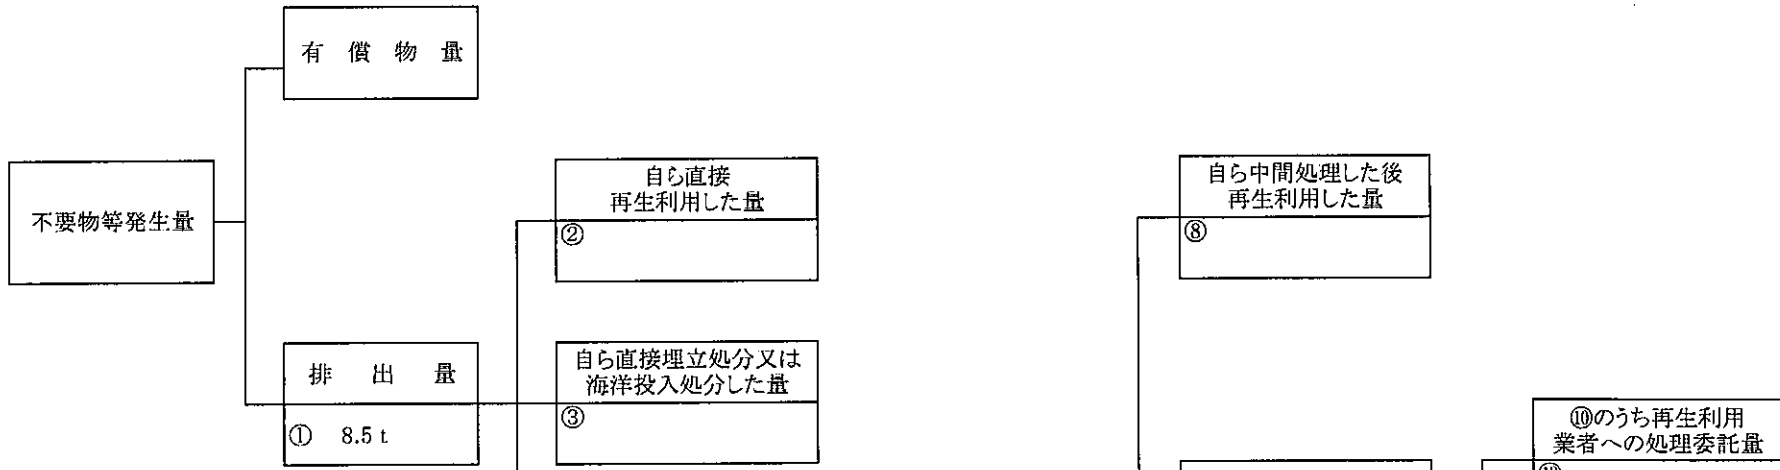 有償物量
不要物等発生量
自ら直接
再生利用した量
②
自ら中間処理した後
再生利用した量
⑧
排出量
① 8.5 t
自ら直接埋立処分又は
海洋投入処分した量
③
⑩のうち再生利用
業者への処理委託量